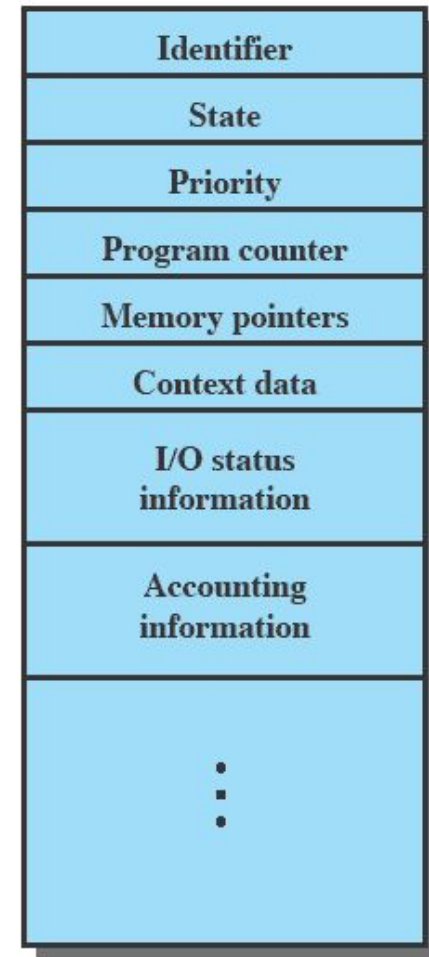 Identifier
State
Priority
Program counter
Memory pointers
Context data
I/O status
information
Accounting
information